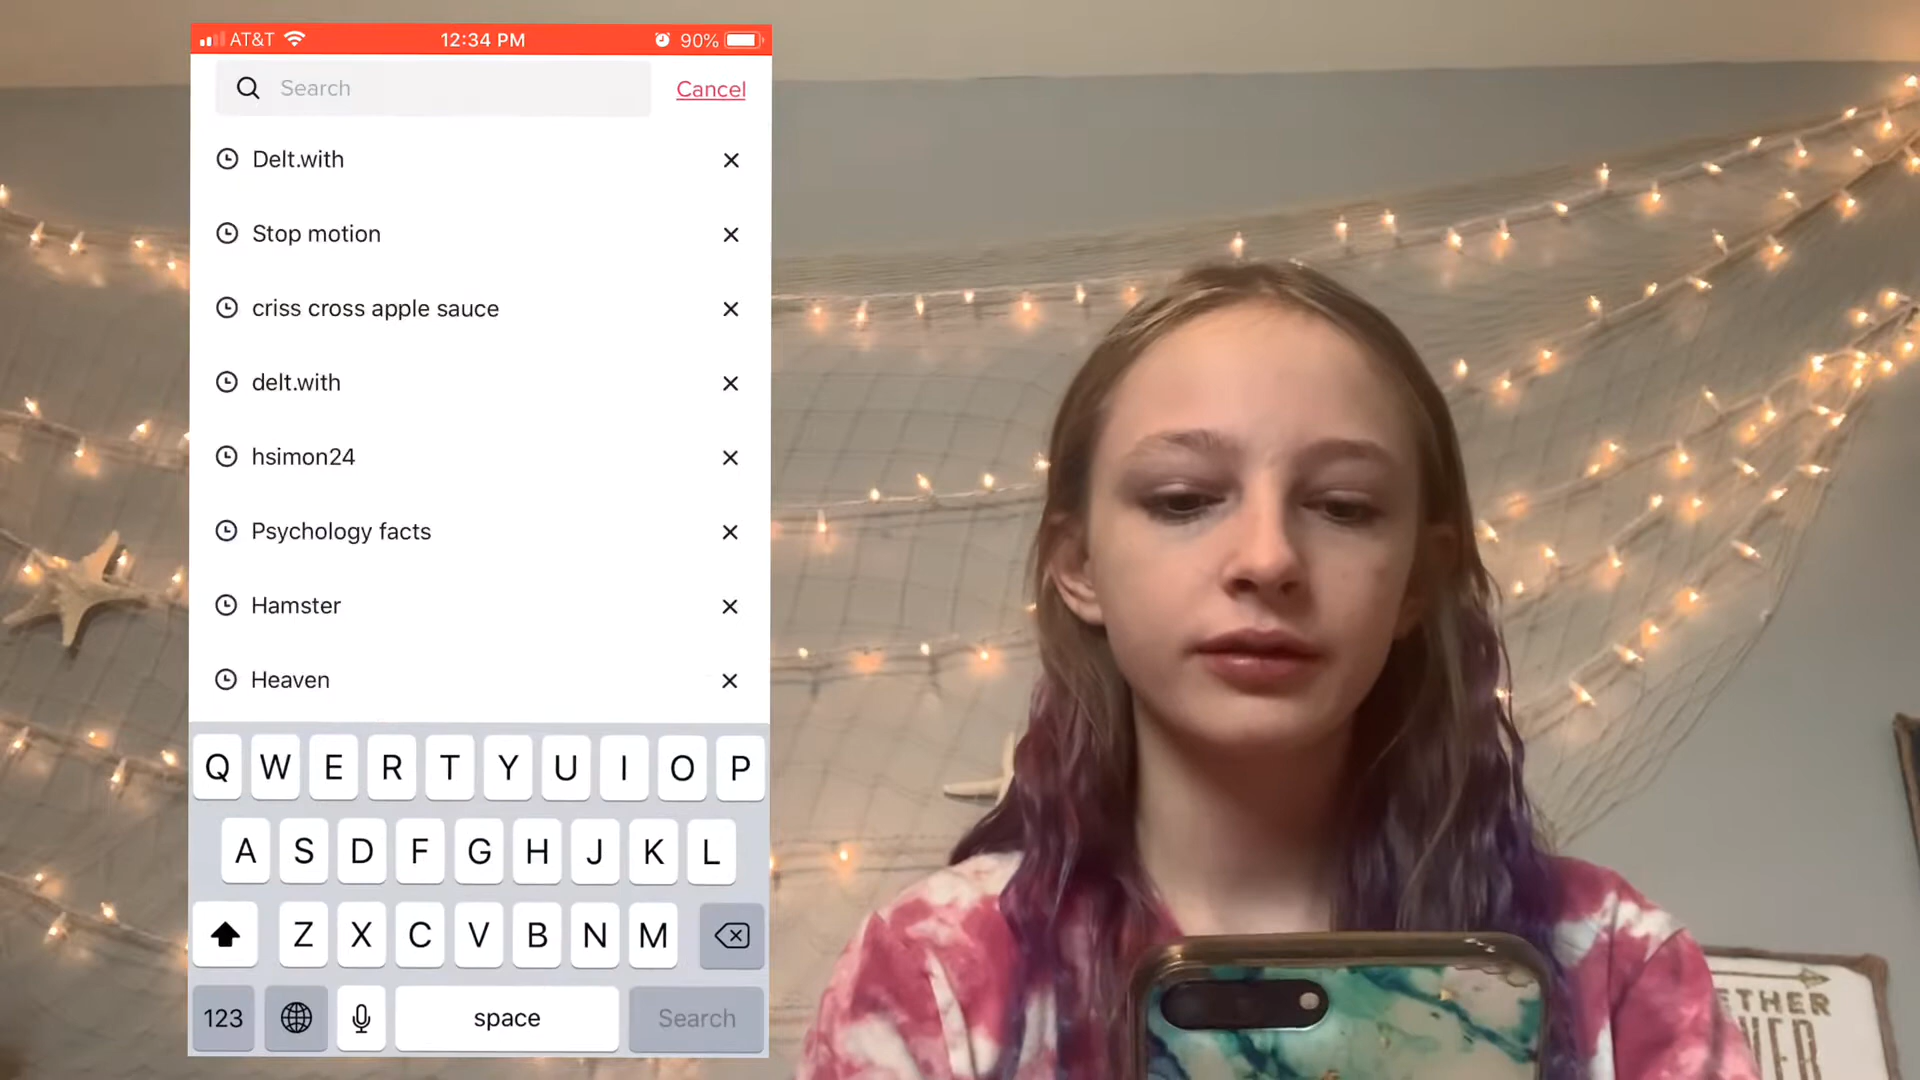 AT&T 12:34 PM 90%
Search Cancel
Delt.with
Stop motion
criss cross apple sauce
delt.with
hsimon24
Psychology facts
Hamster
Heaven
Q W E R T Y U I O P
A S D F G H J K L
Z X C V B N M
123 space Search
ETHER